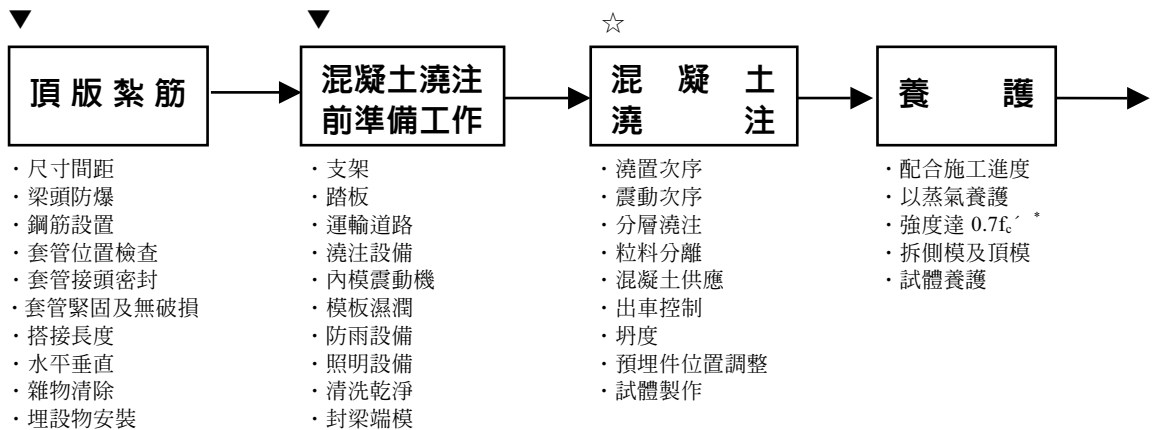 ▼
頂版紮筋
・尺寸間距
・梁頭防爆
・鋼筋設置
・套管位置檢查
・套管接頭密封
・套管緊固及無破損
・搭接長度
・水平垂直
・雜物清除
・埋設物安裝
▼
混凝土澆注
前準備工作
・支架
・踏板
・運輸道路
・澆注設備
・內模震動機
・模板濕潤
・防雨設備
・照明設備
・清洗乾淨
・封梁端模
☆
混凝土
澆注
・澆置次序
・震動次序
・分層澆注
・粒料分離
・混凝土供應
・出車控制
・坍度
・預埋件位置調整
・試體製作
養護
・配合施工進度
・以蒸氣養護
・強度達 0.7fc´ *
・拆側模及頂模
・試體養護